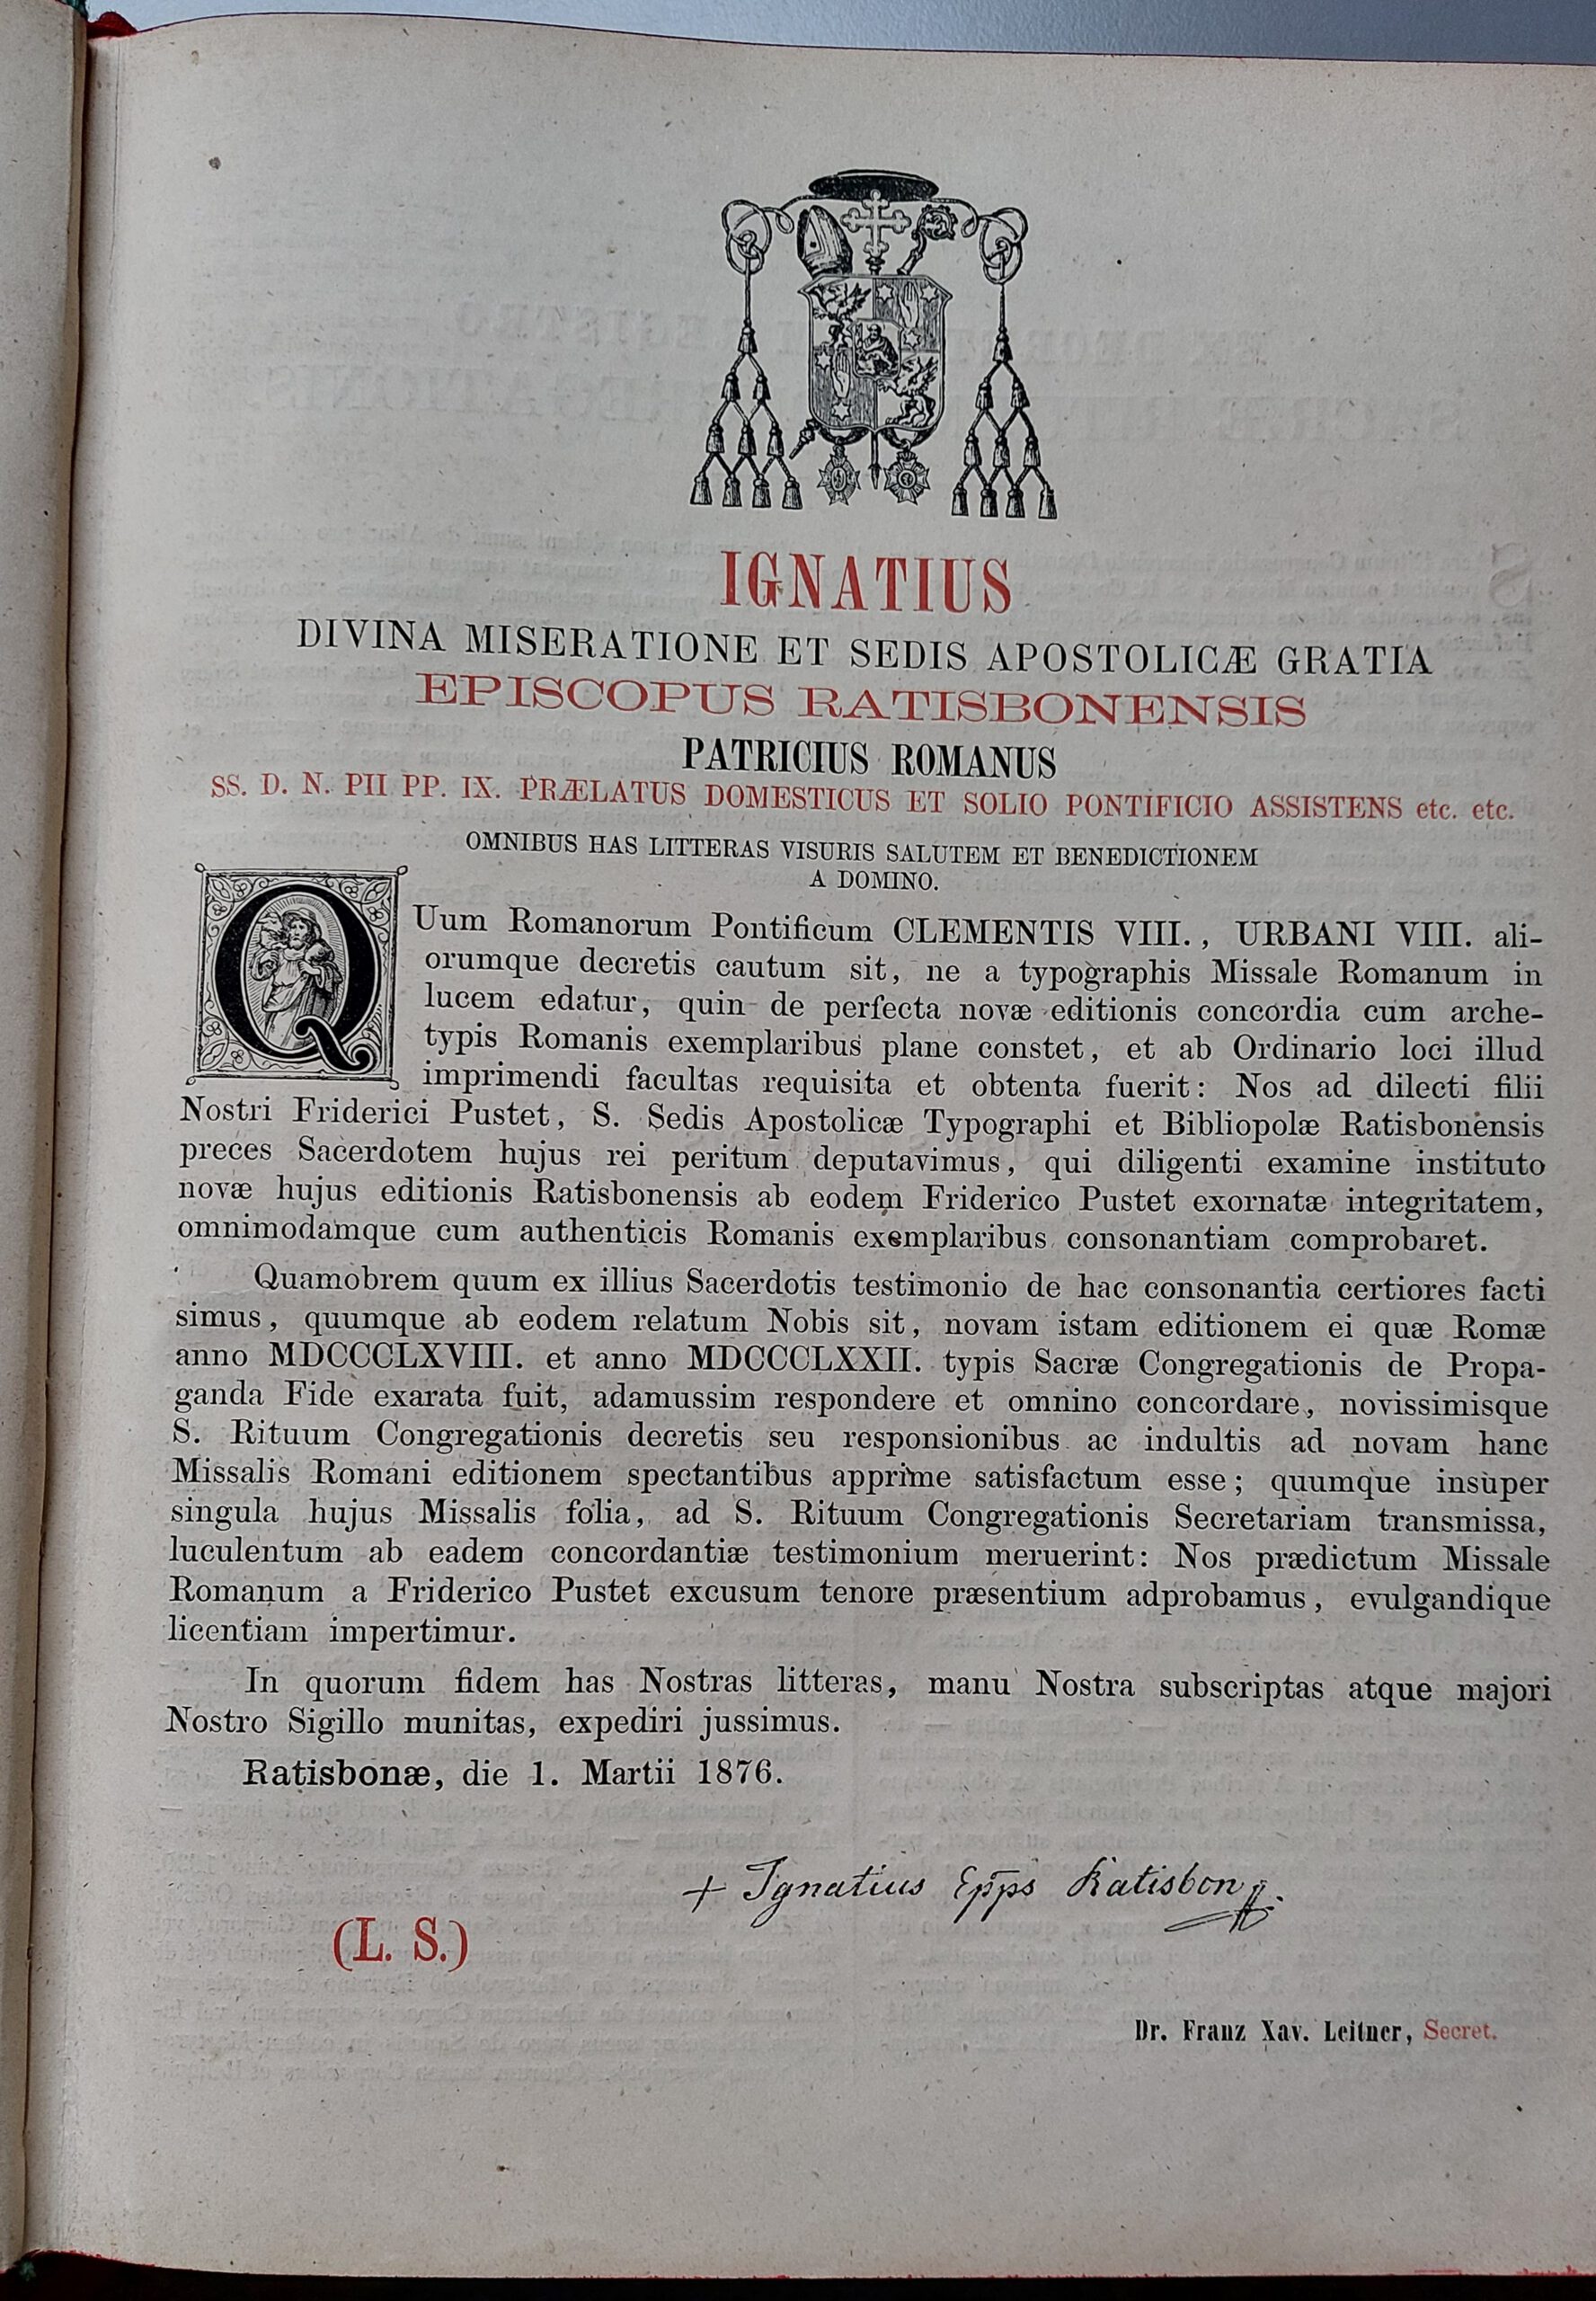 IGNATIUS
DIVINA MISERATIONE ET SEDIS APOSTOLICÆ GRATIA
EPISCOPUS RATISBONENSIS
PATRICIUS ROMANUS
SS. D. N. PII PP. IX. PRÆLATUS DOMESTICUS ET SOLIO PONTIFICIO ASSISTENS etc. etc.
OMNIBUS HAS LITTERAS VISURIS SALUTEM ET BENEDICTIONEM
A DOMINO.
QUum Romanorum Pontificum CLEMENTIS VIII., URBANI VIII. ali-
orumque decretis cautum sit, ne a typographis Missale Romanum in
lucem edatur, quin de perfecta novæ editionis concordia cum arche-
typis Romanis exemplaribus plane constet, et ab Ordinario loci illud
imprimendi facultas requisita et obtenta fuerit: Nos ad dilecti filii
Nostri Friderici Pustet, S. Sedis Apostolicæ Typographi et Bibliopolæ Ratisbonensis
preces Sacerdotem hujus rei peritum deputavimus, qui diligenti examine instituto
novæ hujus editionis Ratisbonensis ab eodem Friderico Pustet exornatæ integritatem,
omnimodamque cum authenticis Romanis exemplaribus consonantiam comprobaret.
Quamobrem quum ex illius Sacerdotis testimonio de hac consonantia certiores facti
simus, quumque ab eodem relatum Nobis sit, novam istam editionem ei quæ Romæ
anno MDCCCLXVIII. et anno MDCCCLXXII. typis Sacræ Congregationis de Propa-
ganda Fide exarata fuit, adamussim respondere et omnino concordare, novissimisque
S. Rituum Congregationis decretis seu responsionibus ac indultis ad novam hanc
Missalis Romani editionem spectantibus apprime satisfactum esse; quumque insuper
singula hujus Missalis folia, ad S. Rituum Congregationis Secretariam transmissa,
luculentum ab eadem concordantiæ testimonium meruerint: Nos prædictum Missale
Romanum a Friderico Pustet excusum tenore præsentium adprobamus, evulgandique
licentiam impertimur.
In quorum fidem has Nostras litteras, manu Nostra subscriptas atque majori
Nostro Sigillo munitas, expediri jussimus.
Ratisbonæ, die 1. Martii 1876.
+ Ignatius Epps Ratisbon
(L. S.)
Dr. Franz Xav. Leitner, Secret.